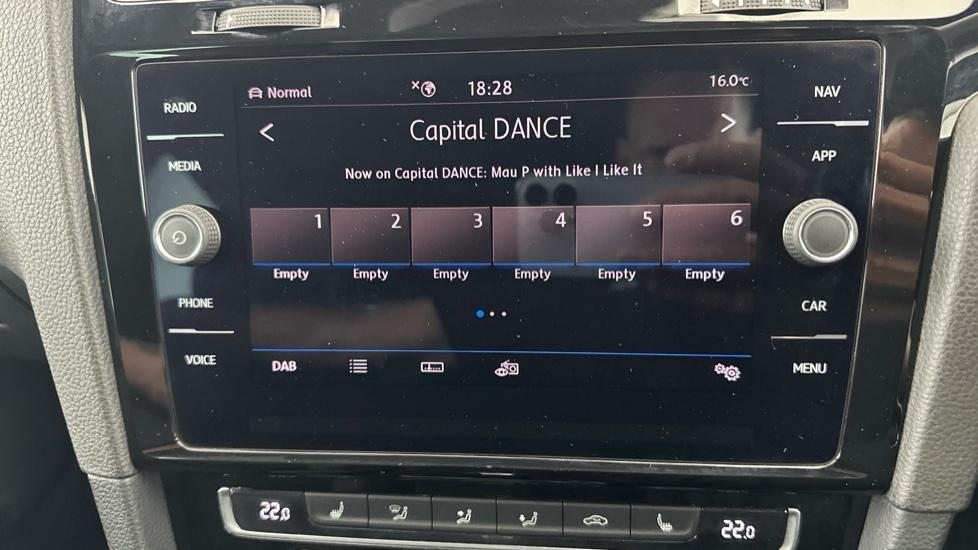 RADIO
MEDIA
PHONE
VOICE
Normal
18:28
16.0°C
Capital DANCE
Now on Capital DANCE: Mau P with Like I Like It
1 2 3 4 5 6
Empty Empty Empty Empty Empty Empty
DAB
NAV
APP
CAR
MENU
22.0
22.0